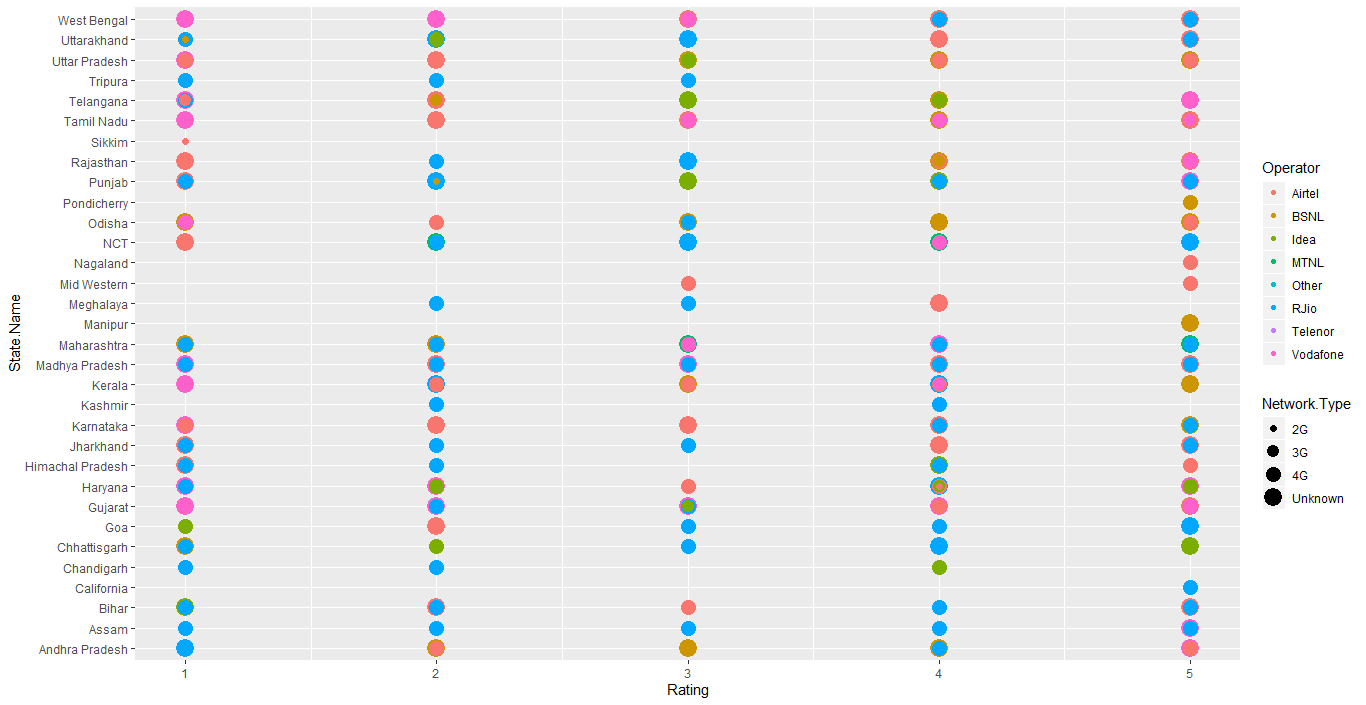 State.Name
West Bengal
Uttarakhand
Uttar Pradesh
Tripura
Telangana
Tamil Nadu
Sikkim
Rajasthan
Punjab
Pondicherry
Odisha
NCT
Nagaland
Mid Western
Meghalaya
Manipur
Maharashtra
Madhya Pradesh
Kerala
Kashmir
Karnataka
Jharkhand
Himachal Pradesh
Haryana
Gujarat
Goa
Chhattisgarh
Chandigarh
California
Bihar
Assam
Andhra Pradesh
1 2 3 4 5
Rating
Operator
Airtel
BSNL
Idea
MTNL
Other
RJio
Telenor
Vodafone
Network.Type
2G
3G
4G
Unknown